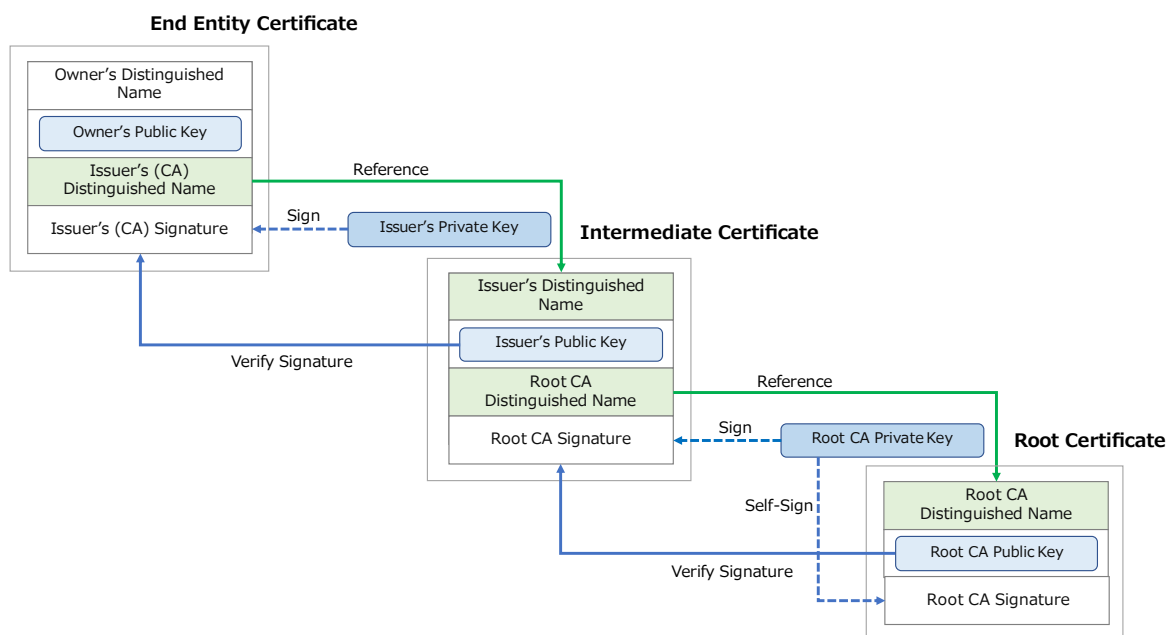 End Entity Certificate
Owner's Distinguished
Name
Owner's Public Key
Issuer's (CA)
Distinguished Name
Issuer's (CA) Signature
Reference
Sign
Issuer's Private Key
Verify Signature
Intermediate Certificate
Issuer's Distinguished
Name
Issuer's Public Key
Root CA
Distinguished Name
Root CA Signature
Reference
Sign
Root CA Private Key
Self-Sign
Verify Signature
Root Certificate
Root CA
Distinguished Name
Root CA Public Key
Root CA Signature